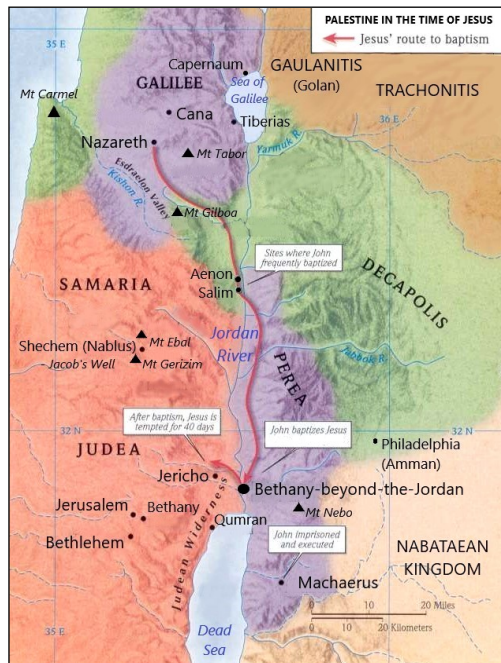 PALESTINE IN THE TIME OF JESUS
Jesus' route to baptism
35 E
Capernaum
GAULANITIS
(Golan)
GALILEE
Sea of
Galilee
TRACHONITIS
Mt Carmel
Cana
Tiberias
36 E
Nazareth
Mt Tabor
Yarmuk R.
Esdraelon Valley
Kishon R.
Mt Gilboa
Sites where John
frequently baptized
DECAPOLIS
Aenon
Salim
SAMARIA
Jordan
River
Mt Ebal
Shechem (Nablus)
Jacob's Well
Mt Gerizim
Jabbok R.
PEREA
After baptism, Jesus is
tempted for 40 days
32 N
John baptizes Jesus
32 N
JUDEA
Philadelphia
(Amman)
Jericho
Bethany-beyond-the-Jordan
Jerusalem
Bethany
Mt Nebo
Qumran
Bethlehem
Judean Wilderness
John imprisoned
and executed
NABATAEAN
KINGDOM
Machaerus
0 10 20 Miles
0 10 20 Kilometers
35 E
Dead
Sea